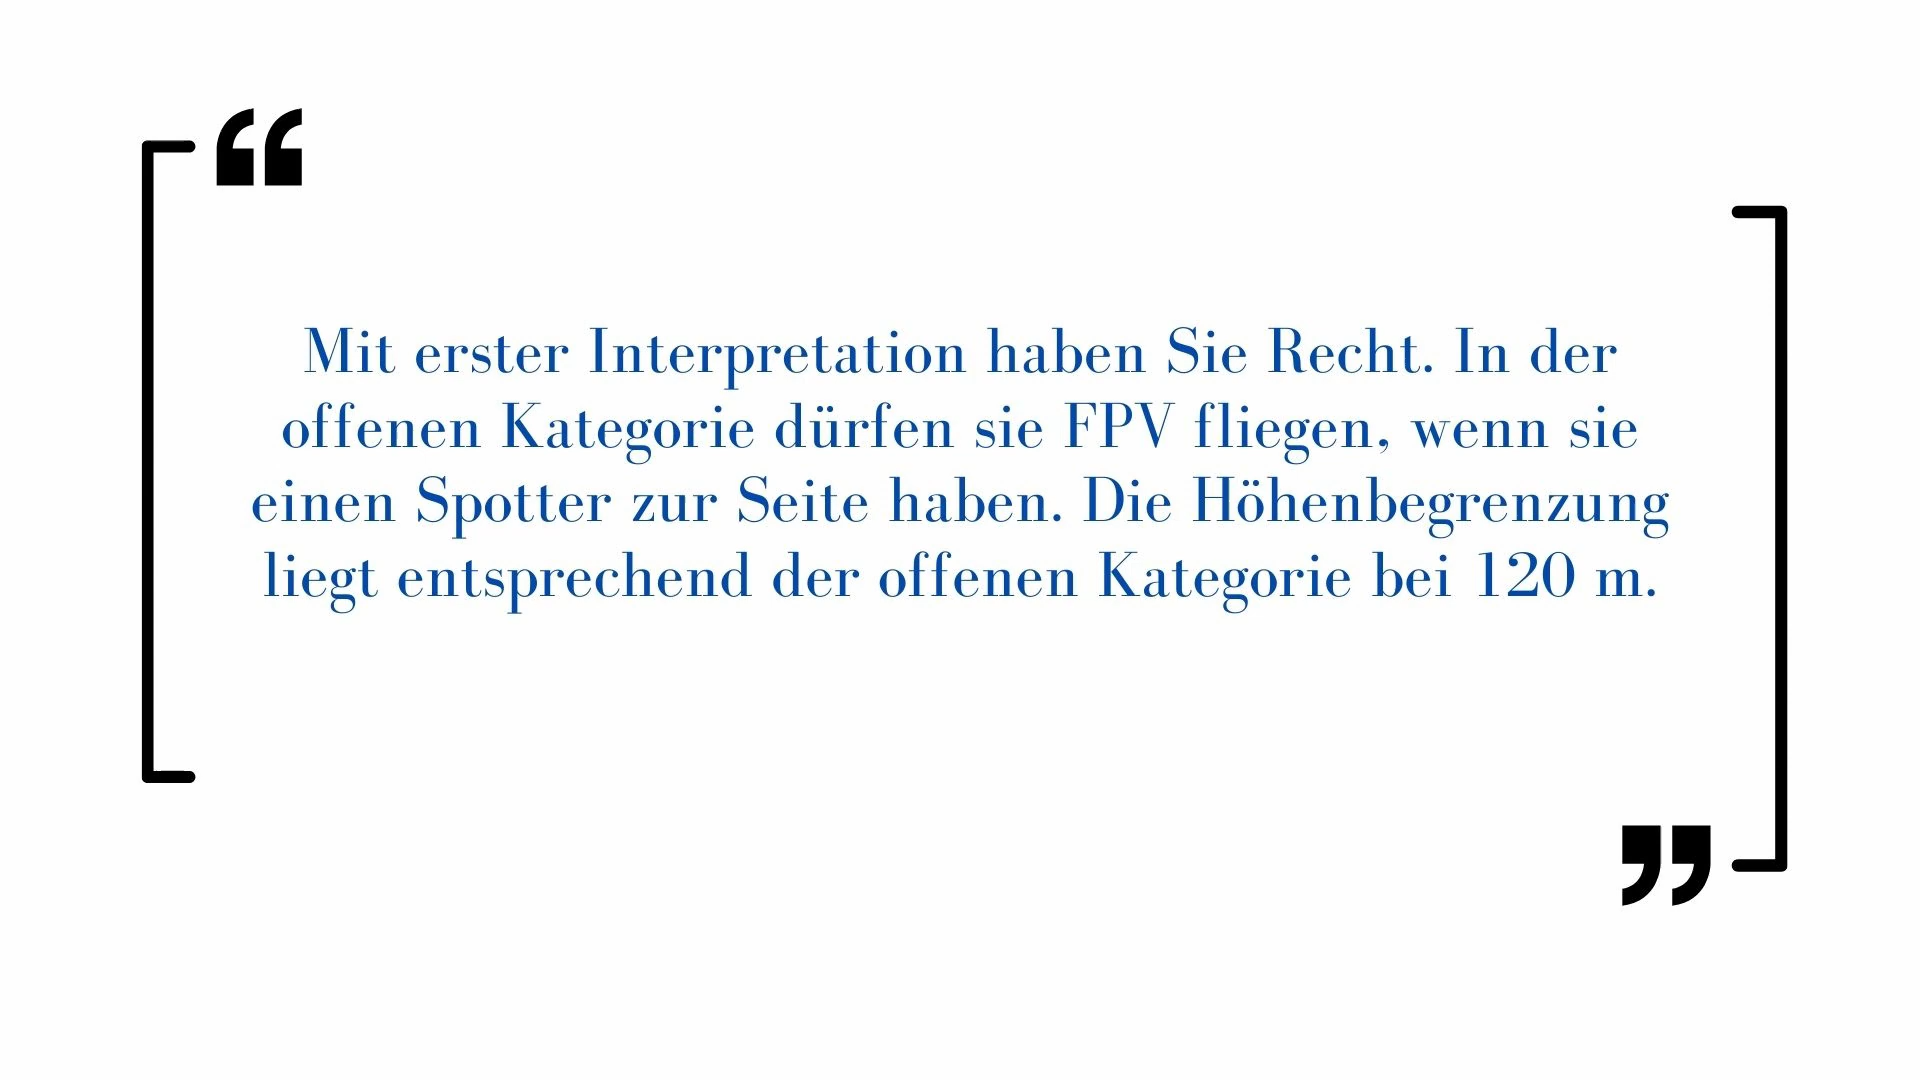 “
Mit erster Interpretation haben Sie Recht. In der
offenen Kategorie dürfen sie FPV fliegen, wenn sie
einen Spotter zur Seite haben. Die Höhenbegrenzung
liegt entsprechend der offenen Kategorie bei 120 m.
”